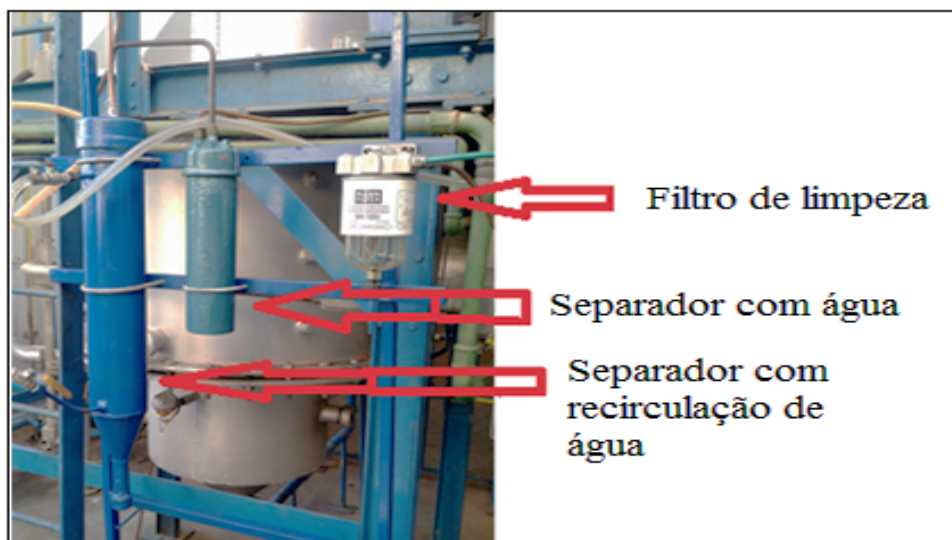 Filtro de limpeza
Separador com água
Separador com
recirculação de
água